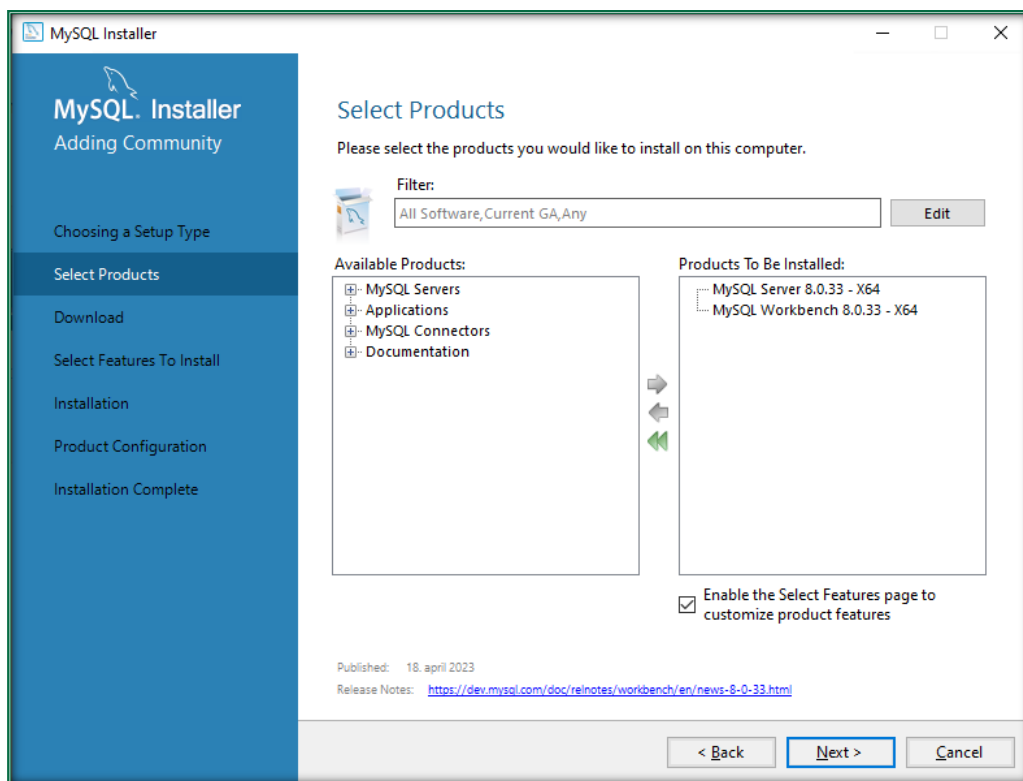 MySQL Installer
MySQL. Installer
Adding Community
Choosing a Setup Type
Select Products
Download
Select Features To Install
Installation
Product Configuration
Installation Complete
Select Products
Please select the products you would like to install on this computer.
Filter:
All Software,Current GA,Any
Edit
Available Products:
MySQL Servers
Applications
MySQL Connectors
Documentation
Products To Be Installed:
MySQL Server 8.0.33 - X64
MySQL Workbench 8.0.33 - X64
Enable the Select Features page to
customize product features
Published: 18. april 2023
Release Notes: https://dev.mysql.com/doc/relnotes/workbench/en/news-8-0-33.html
< Back
Next >
Cancel